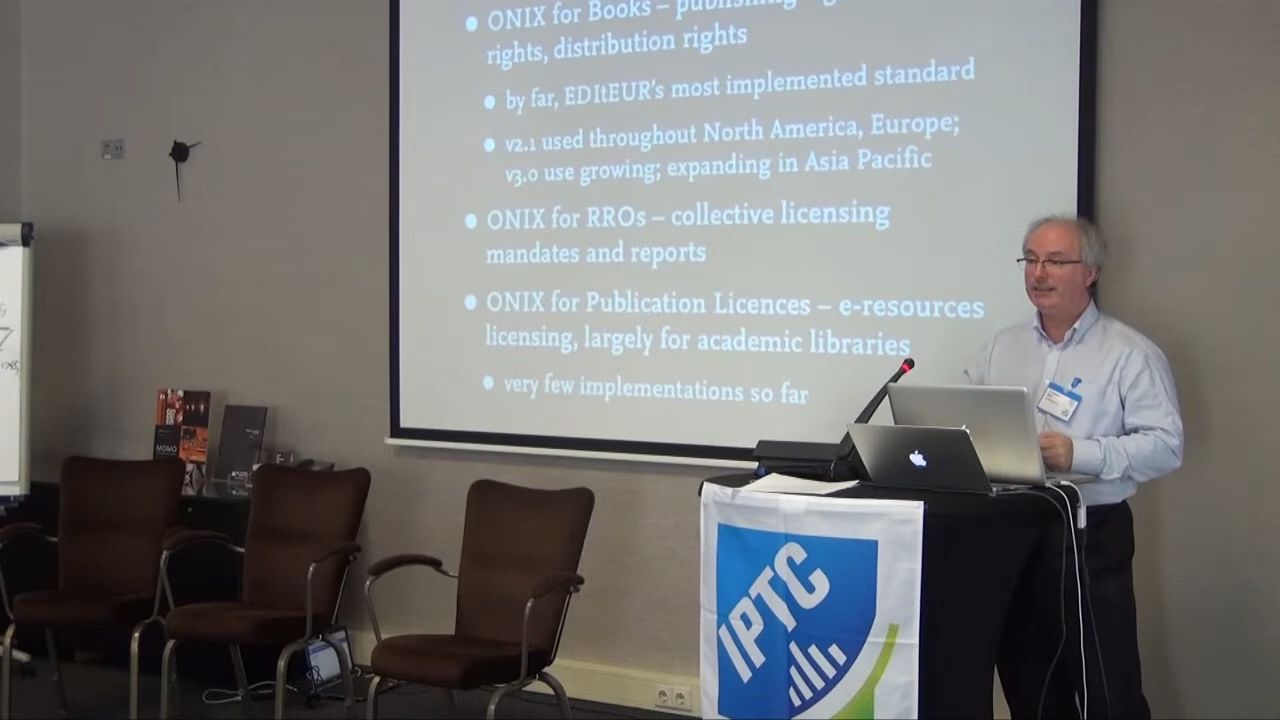 ONIX for Books – publishing
rights, distribution rights
by far, EDItEUR's most implemented standard
v2.1 used throughout North America, Europe;
v3.0 use growing; expanding in Asia Pacific
ONIX for RROs – collective licensing
mandates and reports
ONIX for Publication Licences – e-resources
licensing, largely for academic libraries
very few implementations so far
MOMO
IPTC